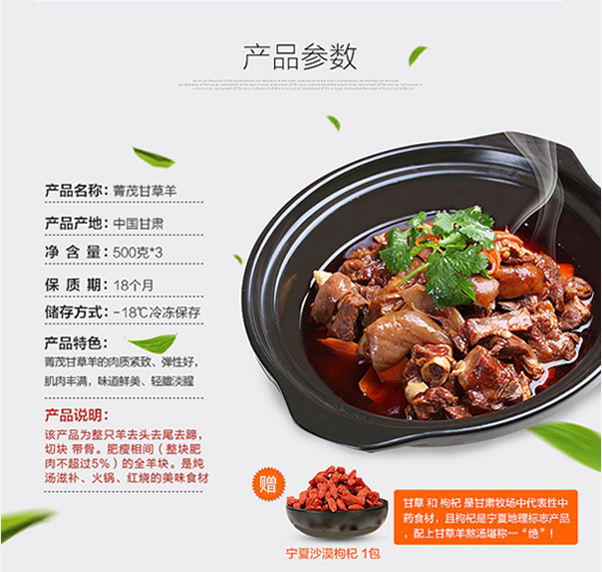 产品参数
产品名称: 菁茂甘草羊
产品产地: 中国甘肃
净 含 量: 500克*3
保 质 期: 18个月
储存方式: -18℃冷冻保存
产品特色:
菁茂甘草羊的肉质紧致、弹性好,
肌肉丰满，味道鲜美、轻膻淡腥
产品说明:
该产品为整只羊去头去尾去蹄，
切块 带骨。肥瘦相间（整块肥
肉不超过5%）的全羊块。是炖
汤滋补、火锅、红烧的美味食材
赠
宁夏沙漠枸杞 1包
甘草 和 枸杞 是甘肃牧场中代表性中
药食材，且枸杞是宁夏地理标志产品
，配上甘草羊熬汤堪称一“绝”！